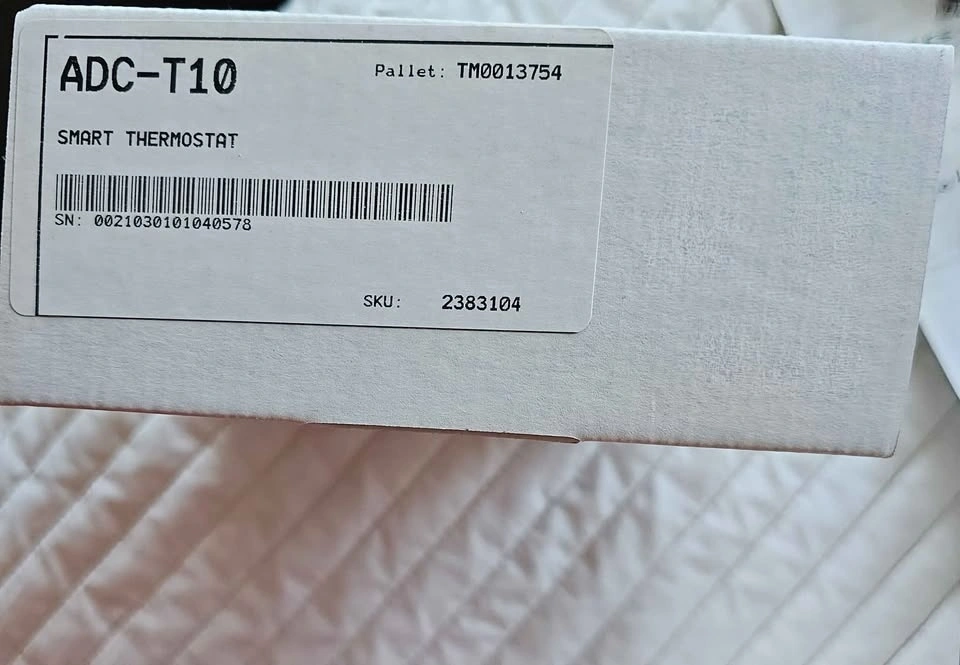 ADC-T10
Pallet: TM0013754
SMART THERMOSTAT
SN: 0021030101040578
SKU: 2383104